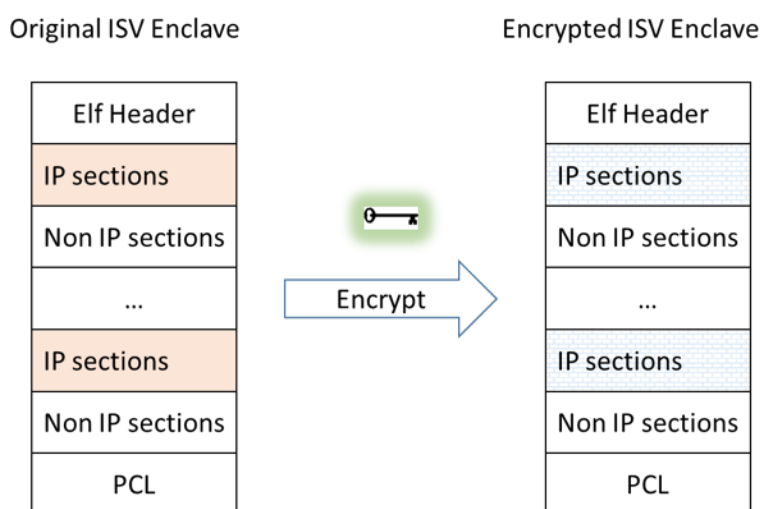 Original ISV Enclave
Elf Header
IP sections
Non IP sections
...
IP sections
Non IP sections
PCL
Encrypt
Encrypted ISV Enclave
Elf Header
IP sections
Non IP sections
...
IP sections
Non IP sections
PCL